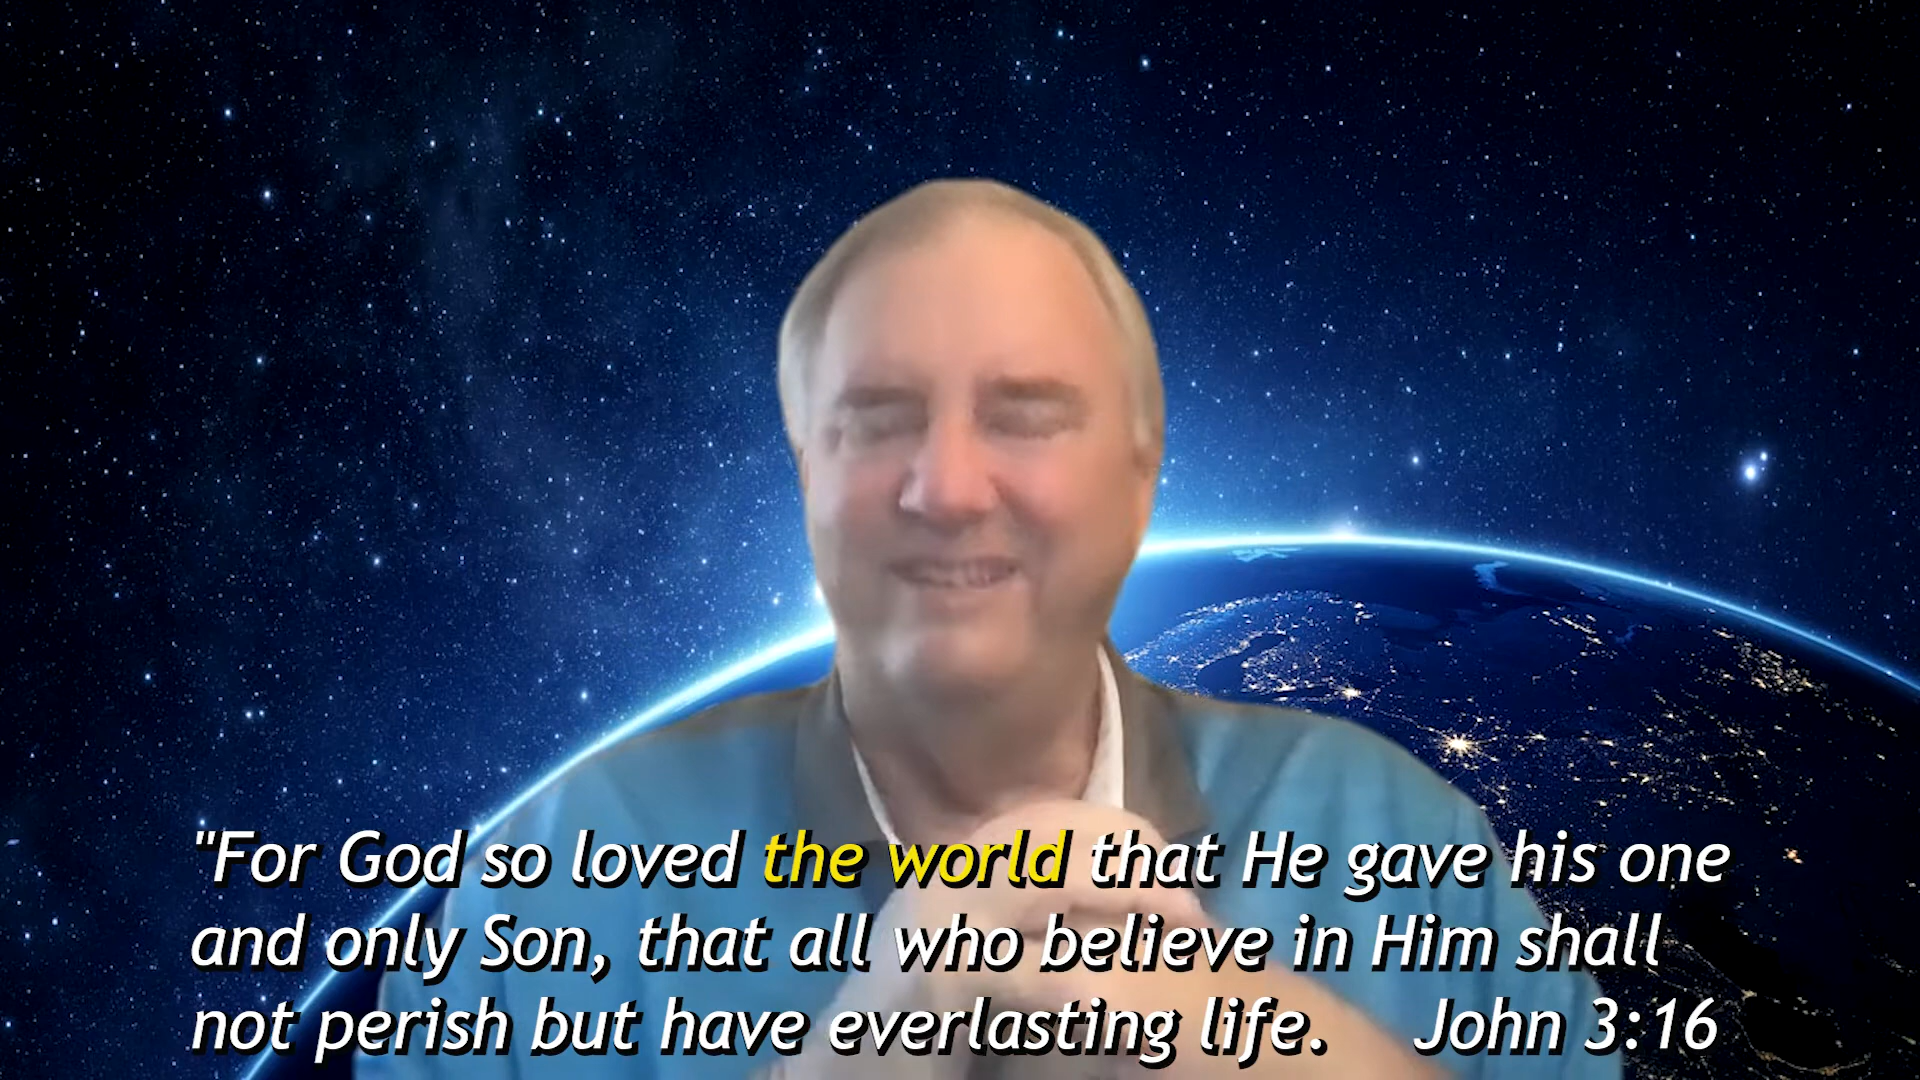 "For God so loved the world that He gave his one
and only Son, that all who believe in Him shall
not perish but have everlasting life. John 3:16